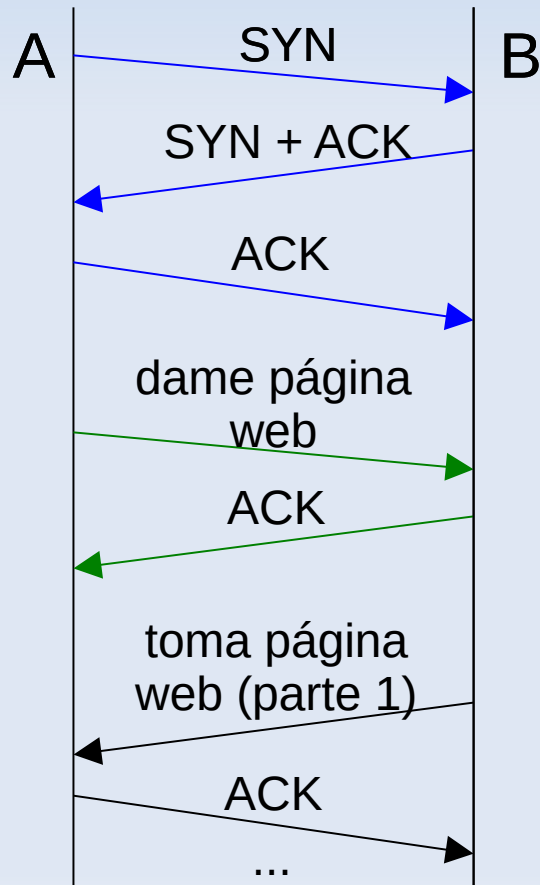 SYN
A
B
SYN + ACK
ACK
dame página
web
ACK
toma página
web (parte 1)
ACK
...